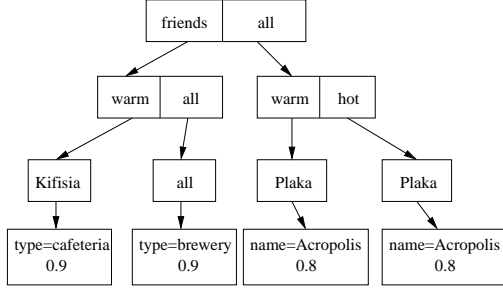 friends all
warm all warm hot
Kifisia all Plaka Plaka
type=cafeteria type=brewery name=Acropolis name=Acropolis
0.9 0.9 0.8 0.8